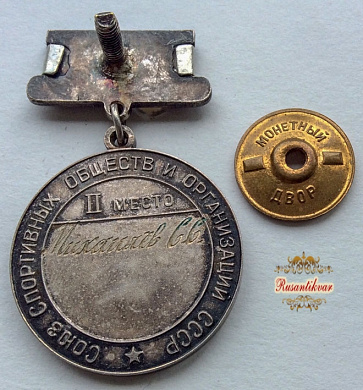 СОЮЗ СПОРТИВНЫХ ОБЩЕСТВ И ОРГАНИЗАЦИЙ СССР
II МЕСТО
С.С.
МОНЕТНЫЙ
ДВОР
Rusantikvar